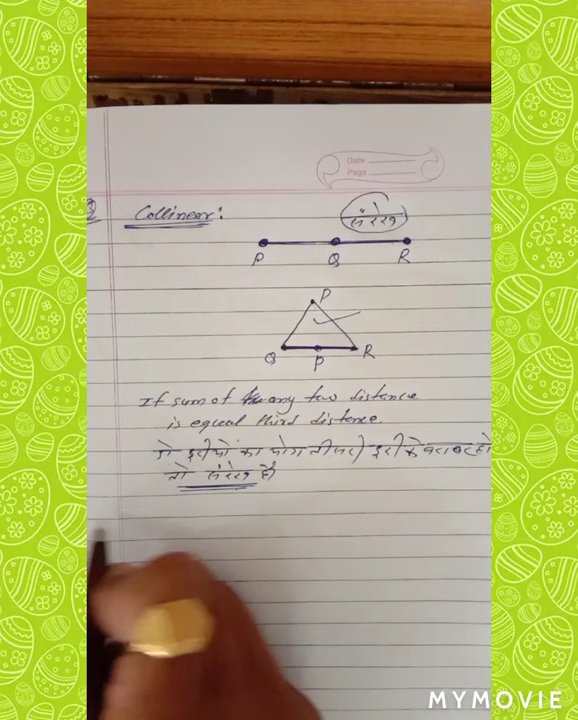 Date
Page
Collinear:
संरेख
P Q R
P
Q P R
If sum of any two distance
is equal third distance.
दो दूरीयों का योग तीसरी दूरी के बराबर हो
तो संरेख है
MYMOVIE